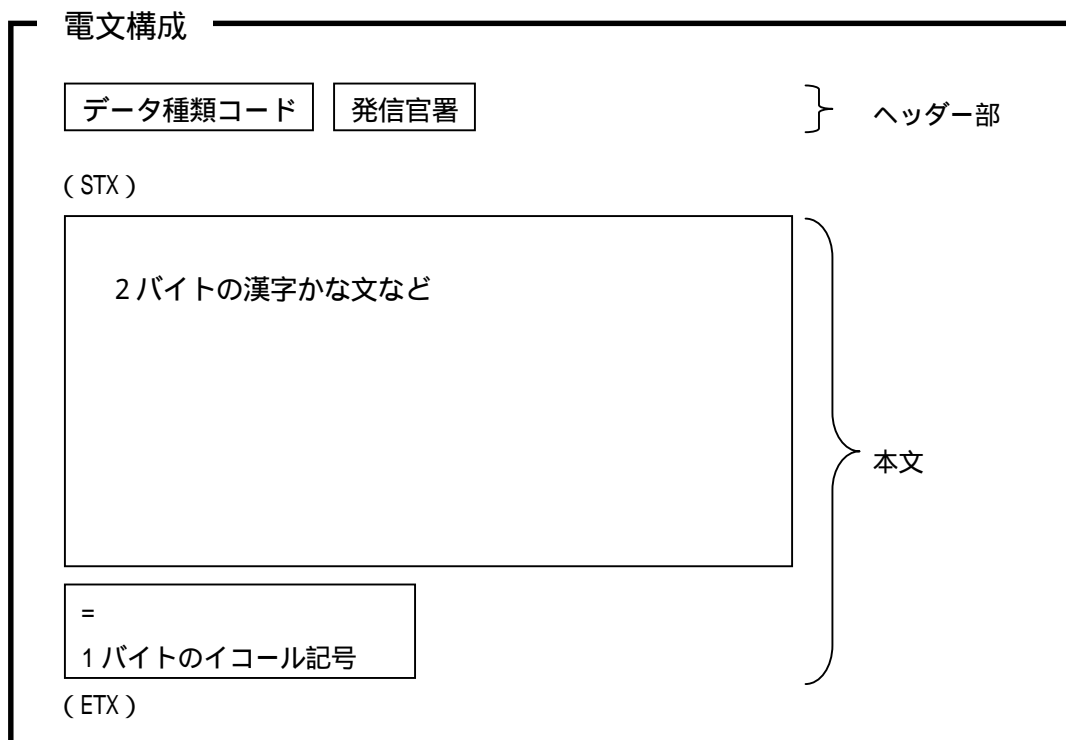 電文構成
データ種類コード 発信官署 ヘッダー部
(STX)
2バイトの漢字かな文など
本文
=
1バイトのイコール記号
(ETX)